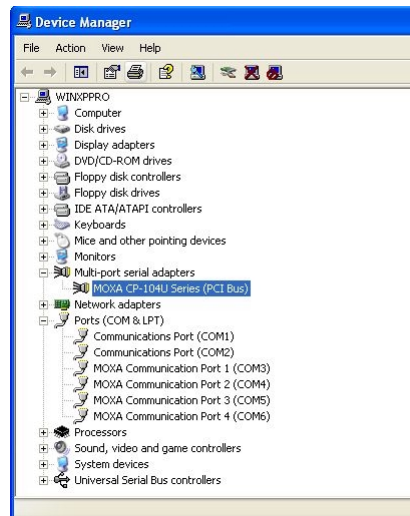 Device Manager
File Action View Help
WINXPPRO
Computer
Disk drives
Display adapters
DVD/CD-ROM drives
Floppy disk controllers
Floppy disk drives
IDE ATA/ATAPI controllers
Keyboards
Mice and other pointing devices
Monitors
Multi-port serial adapters
MOXA CP-104U Series (PCI Bus)
Network adapters
Ports (COM & LPT)
Communications Port (COM1)
Communications Port (COM2)
MOXA Communication Port 1 (COM3)
MOXA Communication Port 2 (COM4)
MOXA Communication Port 3 (COM5)
MOXA Communication Port 4 (COM6)
Processors
Sound, video and game controllers
System devices
Universal Serial Bus controllers